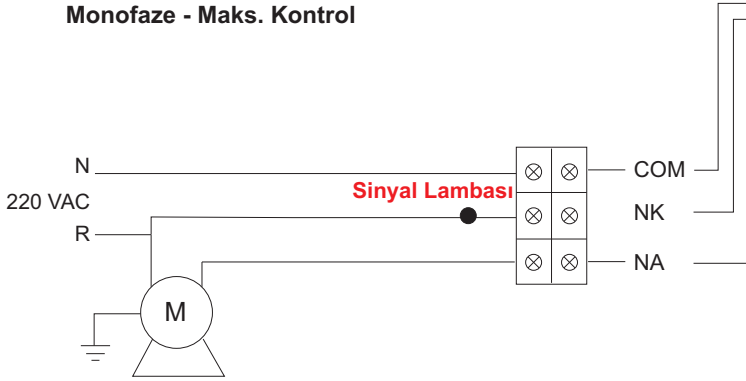 Monofaze - Maks. Kontrol
N
220 VAC
R
Sinyal Lambası
COM
NK
NA
M